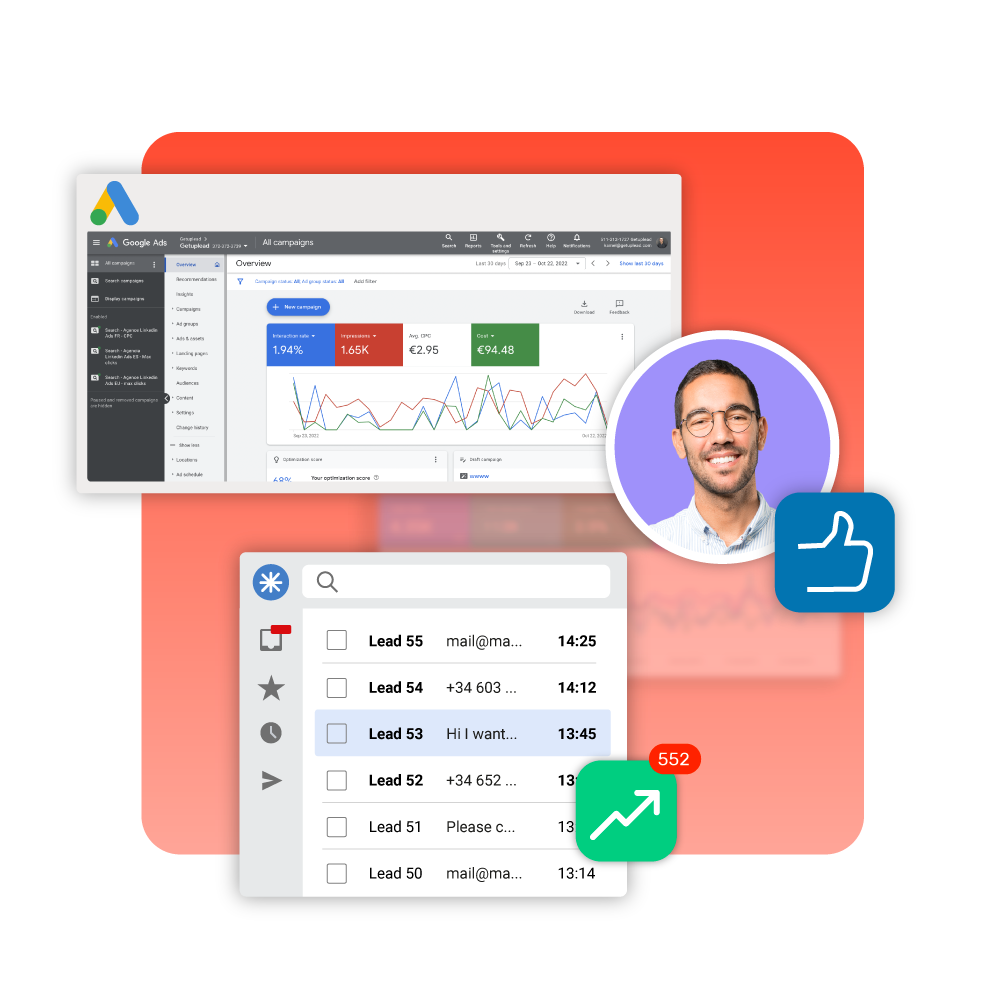 Google Ads
Getuplead
All campaigns
Search
Reports
Tools and
settings
Refresh
Help
Notifications
All campaigns
Search campaigns
Display campaigns
Enabled
Search - Agence LinkedIn
Ads FR - CPC
Search - Agence
LinkedIn Ads ES - Max
clicks
Search - Agence LinkedIn
Ads EU - max clicks
Paused and removed campaigns
are hidden
Overview
Recommendations
Insights
Campaigns
Ad groups
Ads & assets
Landing pages
Keywords
Audiences
Content
Settings
Change history
Show less
Locations
Ad schedule
Overview
Last 30 days
Sep 23 – Oct 22, 2022
Show last 30 days
Campaign status: All; Ad group status: All
Add filter
New campaign
Download
Feedback
Interaction rate
1.94%
Impressions
1.65K
Avg. CPC
€2.95
Cost
€94.48
Sep 23, 2022
Oct 22, 2022
Optimization score
68%
Your optimization score
Draft campaign
wwww
Lead 55 mail@ma... 14:25
Lead 54 +34 603 ... 14:12
Lead 53 Hi I want... 13:45
Lead 52 +34 652 ...
Lead 51 Please c...
Lead 50 mail@ma... 13:14
552